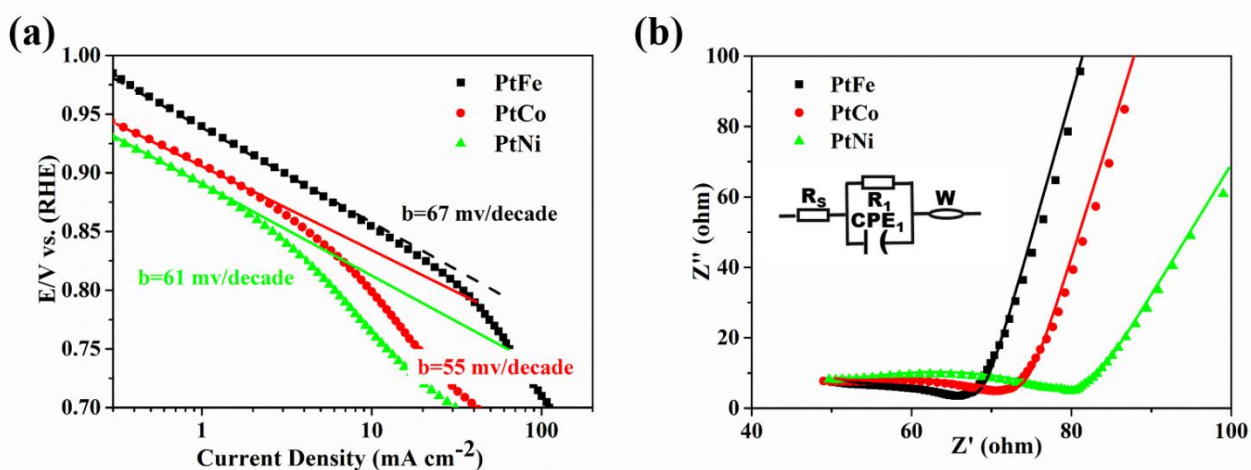 (a)
1.00
0.95
0.90
0.85
0.80
0.75
0.70
E/V vs. (RHE)
PtFe
PtCo
PtNi
b=67 mv/decade
b=61 mv/decade
b=55 mv/decade
1 10 100
Current Density (mA cm-2)
(b)
100
80
60
40
20
0
Z'' (ohm)
PtFe
PtCo
PtNi
RS
R1
CPE1
W
40 60 80 100
Z' (ohm)